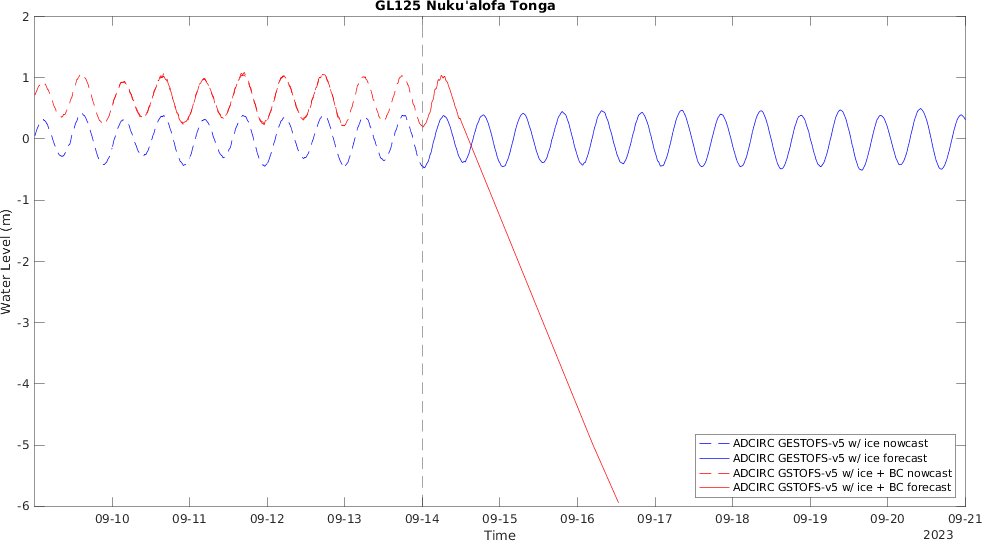 GL125 Nuku'alofa Tonga
2
1
0
-1
-2
-3
-4
-5
-6
Water Level (m)
ADCIRC GESTOFS-v5 w/ ice nowcast
ADCIRC GESTOFS-v5 w/ ice forecast
ADCIRC GSTOFS-v5 w/ ice + BC nowcast
ADCIRC GSTOFS-v5 w/ ice + BC forecast
09-10 09-11 09-12 09-13 09-14 09-15 09-16 09-17 09-18 09-19 09-20 09-21
Time
2023